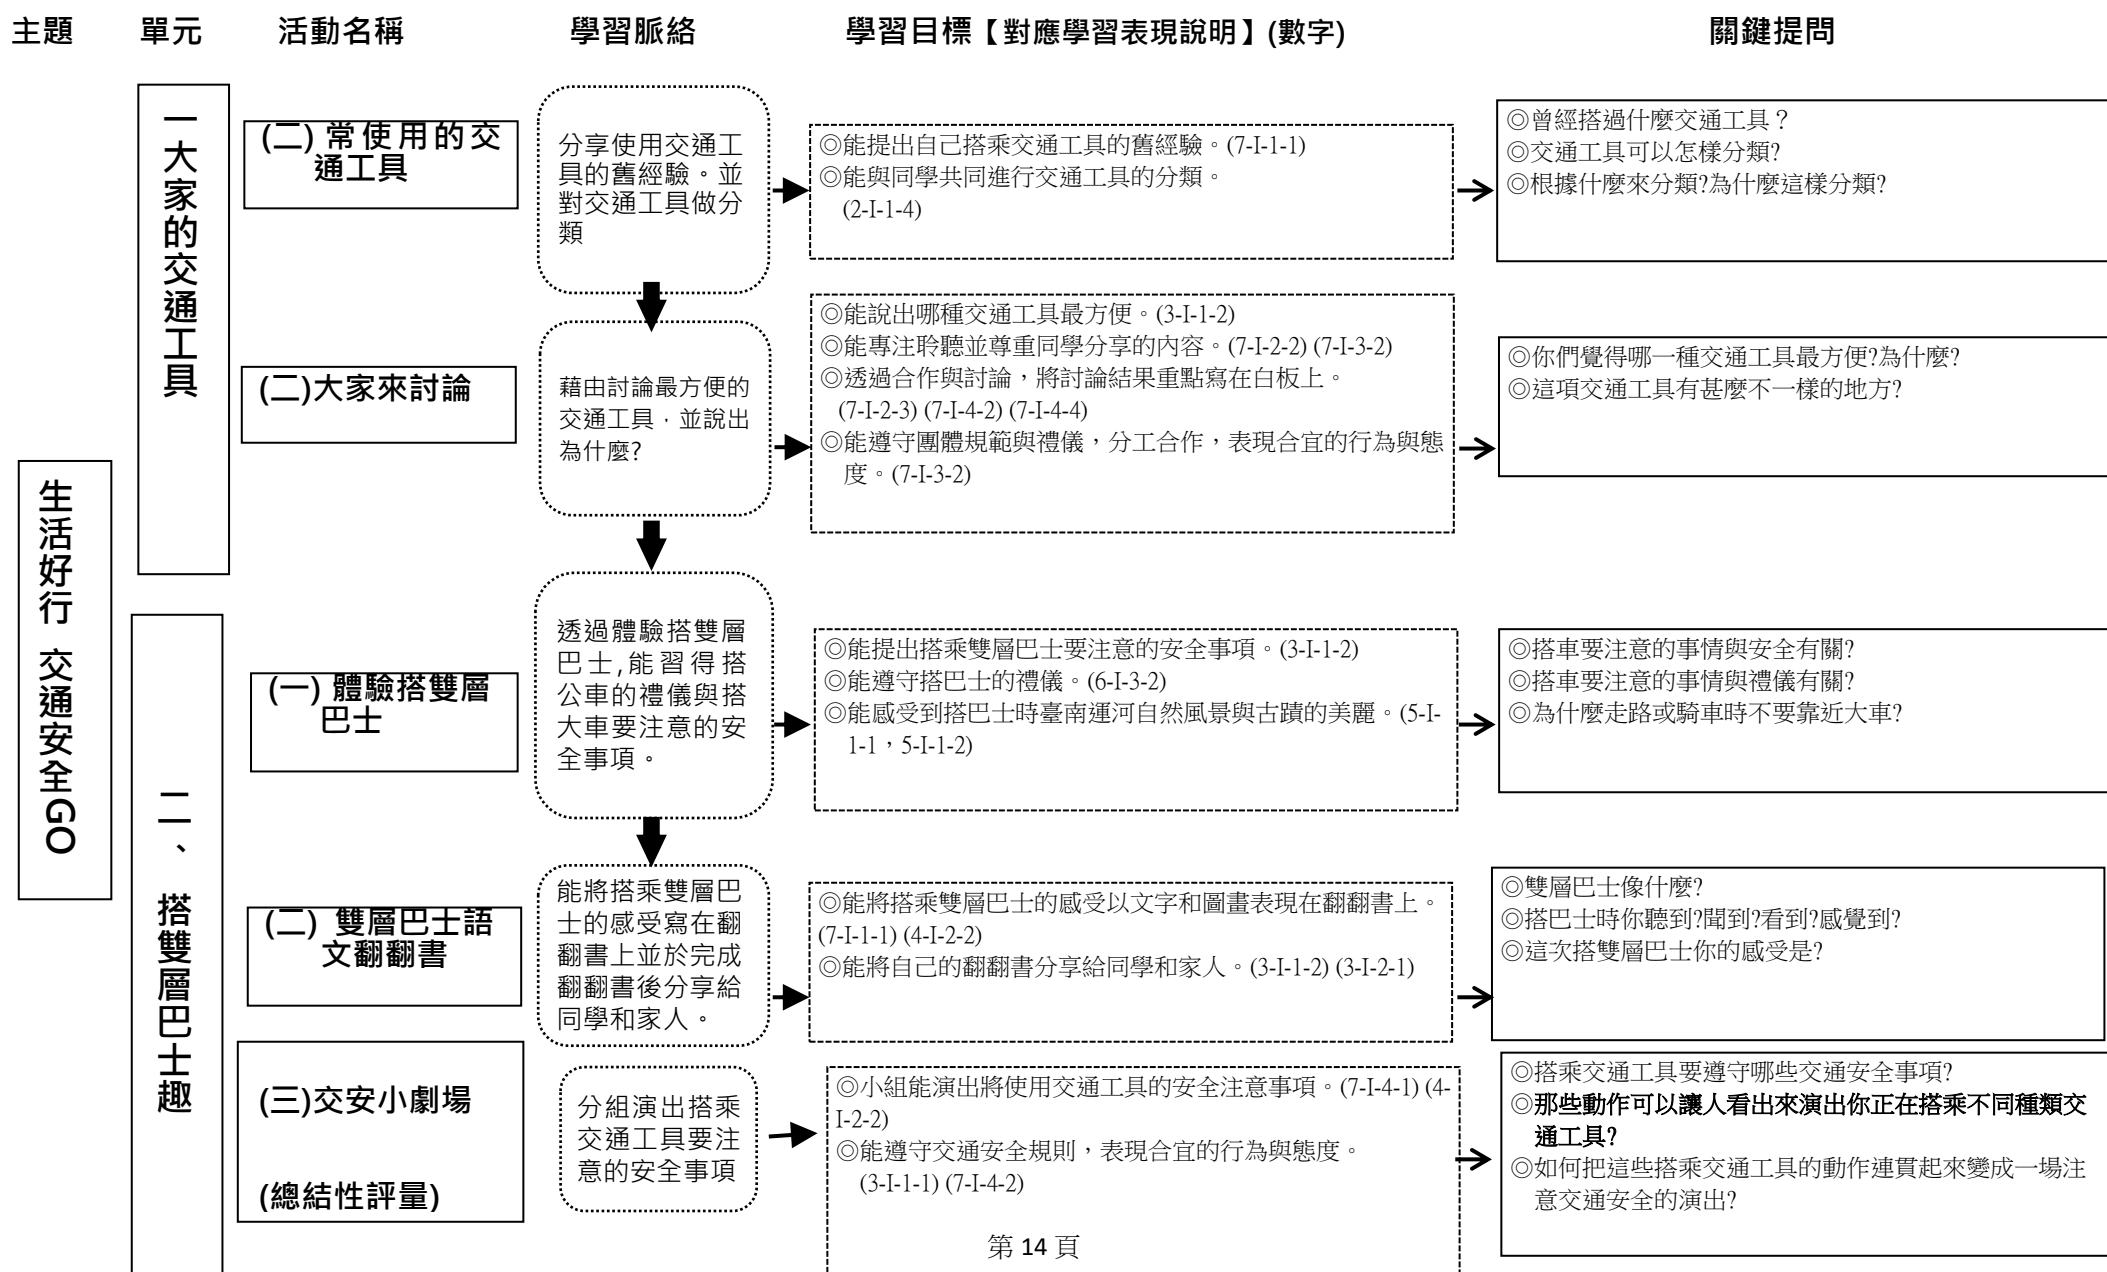 主題 單元 活動名稱 學習脈絡 學習目標【對應學習表現說明】(數字) 關鍵提問
生活好行 交通安全GO
一大家的交通工具
(二) 常使用的交
通工具
分享使用交通工
具的舊經驗。並
對交通工具做分
類
◎能提出自己搭乘交通工具的舊經驗。(7-I-1-1)
◎能與同學共同進行交通工具的分類。
(2-I-1-4)
◎曾經搭過什麼交通工具？
◎交通工具可以怎樣分類?
◎根據什麼來分類?為什麼這樣分類?
(二)大家來討論
藉由討論最方便的
交通工具，並說出
為什麼?
◎能說出哪種交通工具最方便。(3-I-1-2)
◎能專注聆聽並尊重同學分享的內容。(7-I-2-2) (7-I-3-2)
◎透過合作與討論，將討論結果重點寫在白板上。
(7-I-2-3) (7-I-4-2) (7-I-4-4)
◎能遵守團體規範與禮儀，分工合作，表現合宜的行為與態
度。(7-I-3-2)
◎你們覺得哪一種交通工具最方便?為什麼?
◎這項交通工具有甚麼不一樣的地方?
二、 搭雙層巴士趣
(一) 體驗搭雙層
巴士
透過體驗搭雙層
巴士,能習得搭
公車的禮儀與搭
大車要注意的安
全事項。
◎能提出搭乘雙層巴士要注意的安全事項。(3-I-1-2)
◎能遵守搭巴士的禮儀。(6-I-3-2)
◎能感受到搭巴士時臺南運河自然風景與古蹟的美麗。(5-I-
1-1，5-I-1-2)
◎搭車要注意的事情與安全有關?
◎搭車要注意的事情與禮儀有關?
◎為什麼走路或騎車時不要靠近大車?
(二) 雙層巴士語
文翻翻書
能將搭乘雙層巴
士的感受寫在翻
翻書上並於完成
翻翻書後分享給
同學和家人。
◎能將搭乘雙層巴士的感受以文字和圖畫表現在翻翻書上。
(7-I-1-1) (4-I-2-2)
◎能將自己的翻翻書分享給同學和家人。(3-I-1-2) (3-I-2-1)
◎雙層巴士像什麼?
◎搭巴士時你聽到?聞到?看到?感覺到?
◎這次搭雙層巴士你的感受是?
(三)交安小劇場
(總結性評量)
分組演出搭乘
交通工具要注
意的安全事項
◎小組能演出將使用交通工具的安全注意事項。(7-I-4-1) (4-
I-2-2)
◎能遵守交通安全規則，表現合宜的行為與態度。
(3-I-1-1) (7-I-4-2)
◎搭乘交通工具要遵守哪些交通安全事項?
◎那些動作可以讓人看出來演出你正在搭乘不同種類交
通工具?
◎如何把這些搭乘交通工具的動作連貫起來變成一場注
意交通安全的演出?
第 14 頁